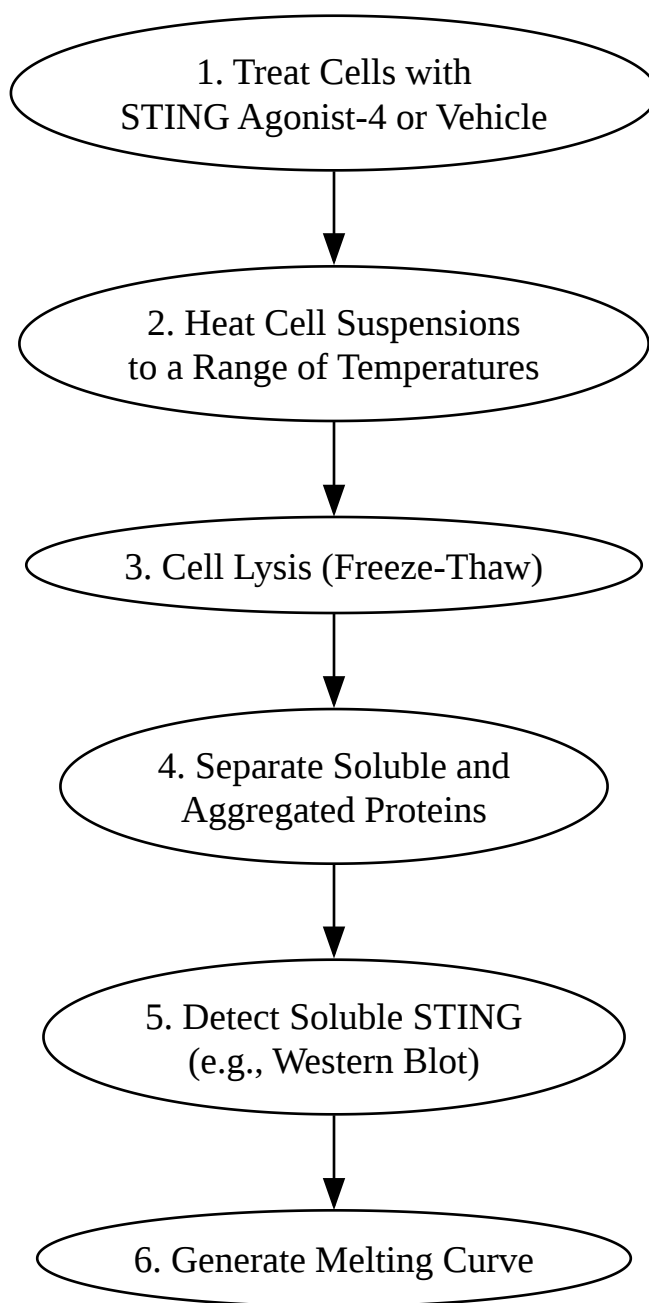 1. Treat Cells with
STING Agonist-4 or Vehicle
2. Heat Cell Suspensions
to a Range of Temperatures
3. Cell Lysis (Freeze-Thaw)
4. Separate Soluble and
Aggregated Proteins
5. Detect Soluble STING
(e.g., Western Blot)
6. Generate Melting Curve